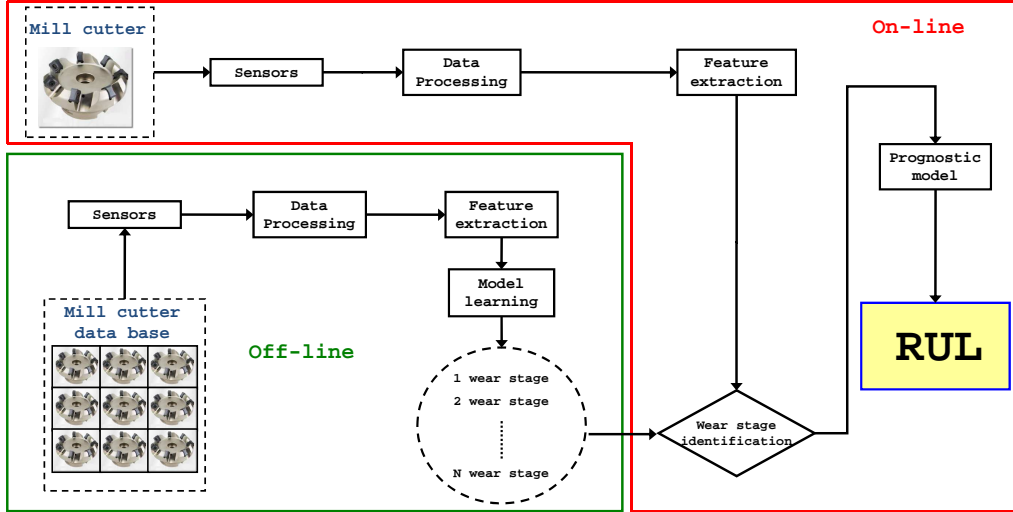 Mill cutter
On-line
Sensors
Data
Processing
Feature
extraction
Prognostic
model
RUL
Sensors
Data
Processing
Feature
extraction
Model
learning
Mill cutter
data base
Off-line
1 wear stage
2 wear stage
N wear stage
Wear stage
identification